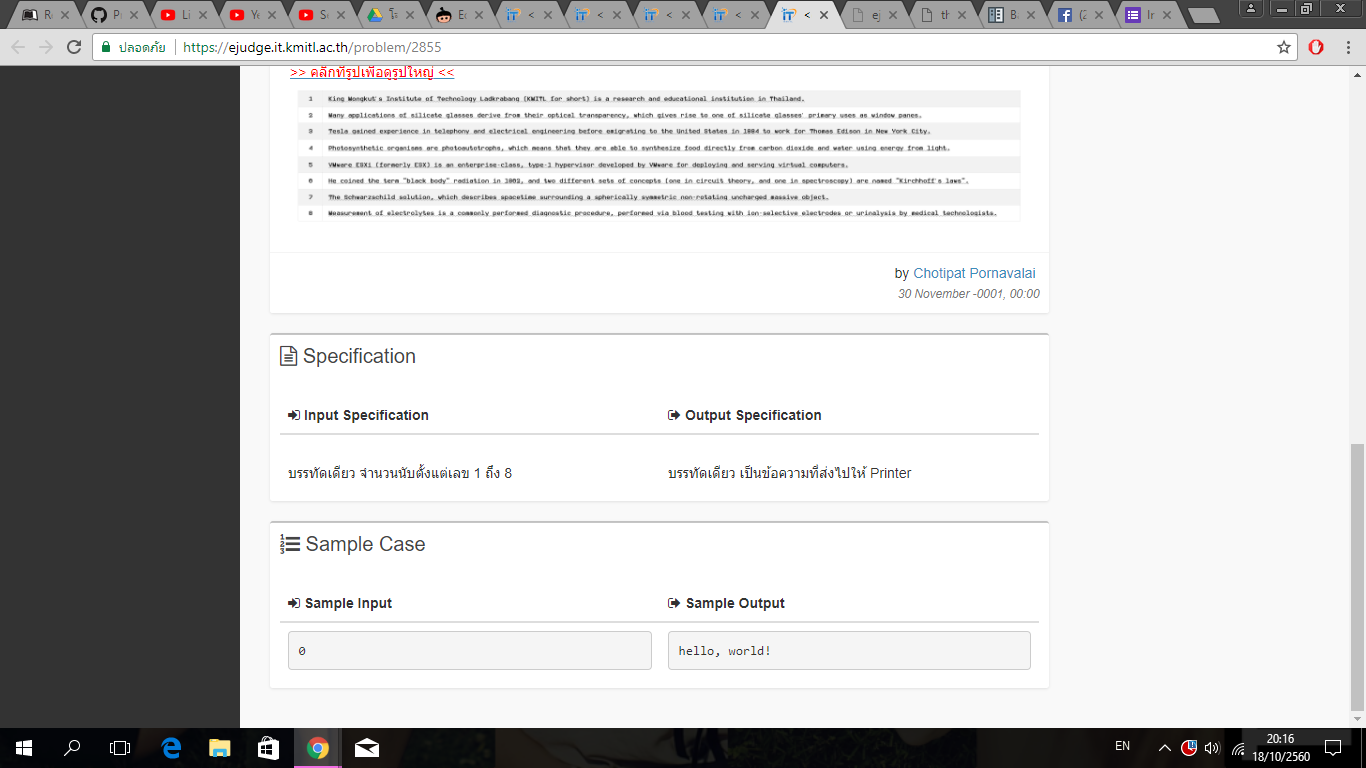 ปลอดภัย
https://ejudge.it.kmitl.ac.th/problem/2855
>> คลิกที่รูปเพื่อดูรูปใหญ่ <<
1 King Mongkut's Institute of Technology Ladkrabang (KMITL for short) is a research and educational institution in Thailand.
2 Many applications of silicate glasses derive from their optical transparency, which gives rise to one of silicate glasses' primary uses as window panes.
3 Tesla gained experience in telephony and electrical engineering before emigrating to the United States in 1884 to work for Thomas Edison in New York City.
4 Photosynthetic organisms are photoautotrophs, which means that they are able to synthesize food directly from carbon dioxide and water using energy from light.
5 VMware ESXi (formerly ESX) is an enterprise-class, type-1 hypervisor developed by VMware for deploying and serving virtual computers.
6 He coined the term "black body" radiation in 1862, and two different sets of concepts (one in circuit theory, and one in spectroscopy) are named "Kirchhoff's laws".
7 The Schwarzschild solution, which describes spacetime surrounding a spherically symmetric non-rotating uncharged massive object.
8 Measurement of electrolytes is a commonly performed diagnostic procedure, performed via blood testing with ion-selective electrodes or urinalysis by medical technologists.
by Chotipat Pornavalai
30 November -0001, 00:00
Specification
Input Specification
Output Specification
บรรทัดเดียว จำนวนนับตั้งแต่เลข 1 ถึง 8
บรรทัดเดียว เป็นข้อความที่ส่งไปให้ Printer
Sample Case
Sample Input
Sample Output
0
hello, world!
EN
20:16
18/10/2560